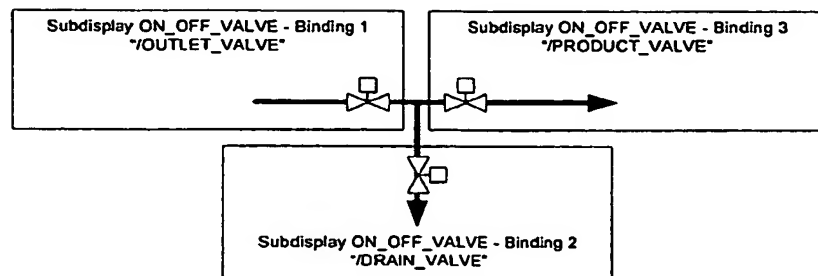 Subdisplay ON_OFF_VALVE - Binding 1
"/OUTLET_VALVE"
Subdisplay ON_OFF_VALVE - Binding 3
"/PRODUCT_VALVE"
Subdisplay ON_OFF_VALVE - Binding 2
"/DRAIN_VALVE"